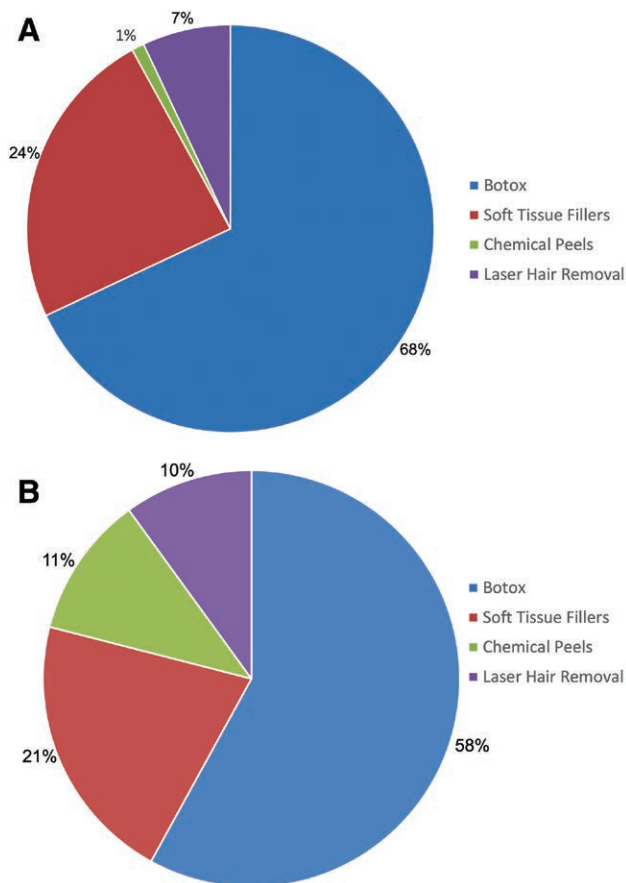 A
1%
7%
24%
68%
Botox
Soft Tissue Fillers
Chemical Peels
Laser Hair Removal
B
10%
11%
21%
58%
Botox
Soft Tissue Fillers
Chemical Peels
Laser Hair Removal